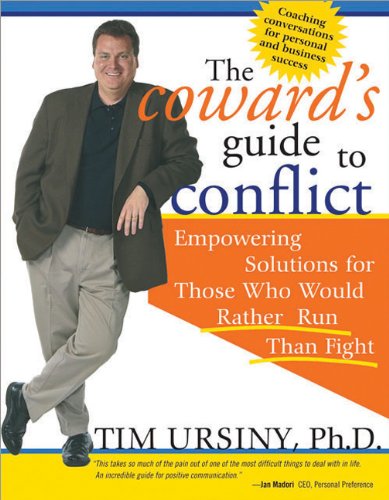 Coaching
conversations
for personal
and business
success
The
coward's
guide to
conflict
Empowering
Solutions for
Those Who Would
Rather Run
Than Fight
TIM URSINY, Ph.D.
"This takes so much of the pain out of one of the most difficult things to deal with in life.
An incredible guide for positive communication."
—Jan Madori CEO, Personal Preference